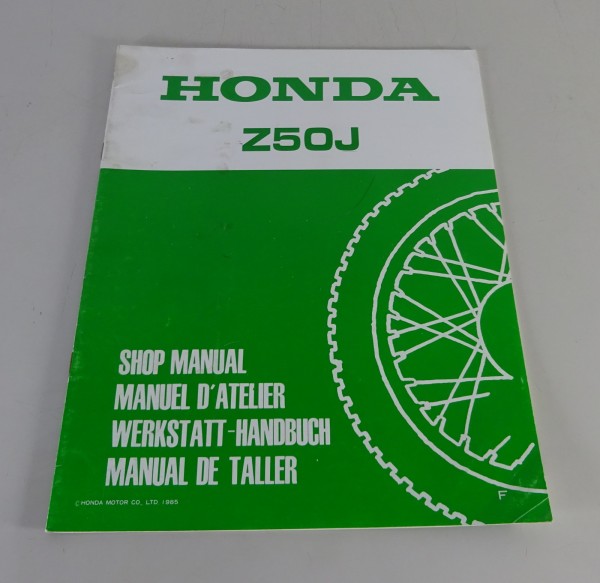 HONDA
Z50J
SHOP MANUAL
MANUEL D'ATELIER
WERKSTATT-HANDBUCH
MANUAL DE TALLER
© HONDA MOTOR CO., LTD. 1985
F